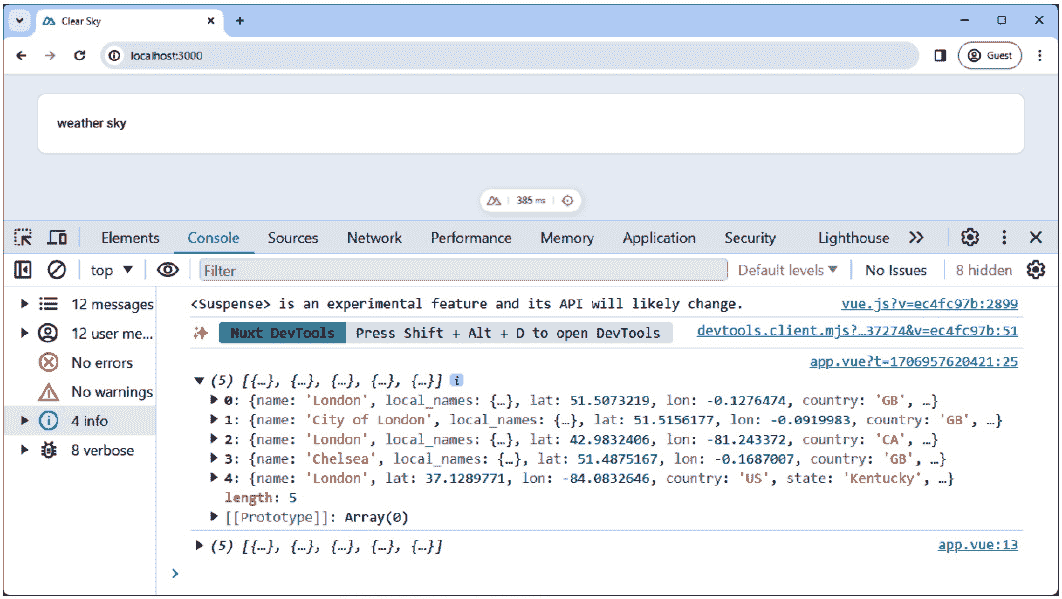 Clear Sky
localhost:3000
Guest
weather sky
385 ms
Elements Console Sources Network Performance Memory Application Security Lighthouse
top Filter Default levels No Issues 8 hidden
12 messages
12 user me...
No errors
No warnings
4 info
8 verbose
<Suspense> is an experimental feature and its API will likely change. vue.js?v=ec4fc97b:2899
Nuxt DevTools Press Shift + Alt + D to open DevTools devtools.client.mjs?…37274&v=ec4fc97b:51
app.vue?t=1706957620421:25
(5) [{…}, {…}, {…}, {…}, {…}] i
0: {name: 'London', local_names: {…}, lat: 51.5073219, lon: -0.1276474, country: 'GB', …}
1: {name: 'City of London', local_names: {…}, lat: 51.5156177, lon: -0.0919983, country: 'GB', …}
2: {name: 'London', local_names: {…}, lat: 42.9832406, lon: -81.243372, country: 'CA', …}
3: {name: 'Chelsea', local_names: {…}, lat: 51.4875167, lon: -0.1687007, country: 'GB', …}
4: {name: 'London', lat: 37.1289771, lon: -84.0832646, country: 'US', state: 'Kentucky', …}
length: 5
[[Prototype]]: Array(0)
(5) [{…}, {…}, {…}, {…}, {…}] app.vue:13